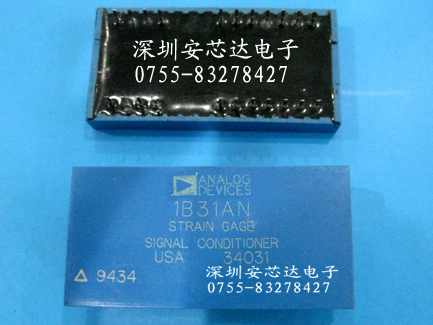 深圳安芯达电子
0755-83278427
ANALOG
DEVICES
1B31AN
STRAIN GAGE
SIGNAL CONDITIONER
USA 34031
9434
深圳安芯达电子
0755-83278427